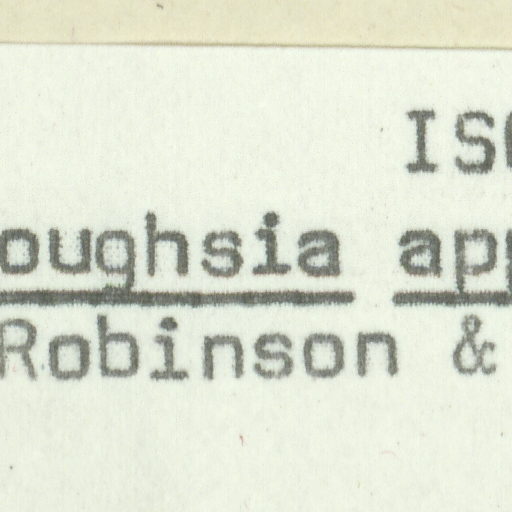 IS
oughsia ap
Robinson &